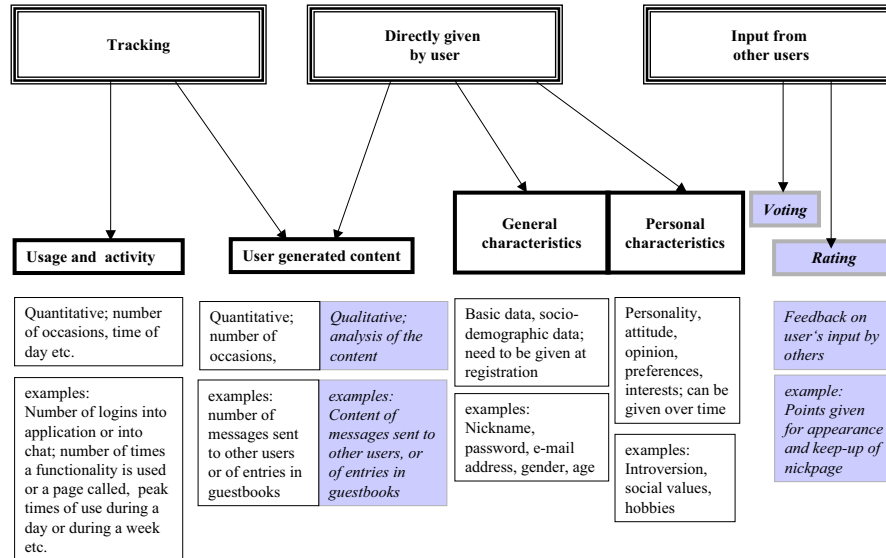 Tracking
Directly given
by user
Input from
other users
Usage and activity
User generated content
General
characteristics
Personal
characteristics
Voting
Rating
Quantitative; number
of occasions, time of
day etc.
examples:
Number of logins into
application or into
chat; number of times
a functionality is used
or a page called, peak
times of use during a
day or during a week
etc.
Quantitative;
number of
occasions,
Qualitative;
analysis of the
content
examples:
number of
messages sent
to other users
or of entries in
guestbooks
examples:
Content of
messages sent to
other users, or
of entries in
guestbooks
Basic data, socio-
demographic data;
need to be given at
registration
examples:
Nickname,
password, e-mail
address, gender, age
Personality,
attitude,
opinion,
preferences,
interests; can be
given over time
examples:
Introversion,
social values,
hobbies
Feedback on
user‘s input by
others
example:
Points given
for appearance
and keep-up of
nickpage